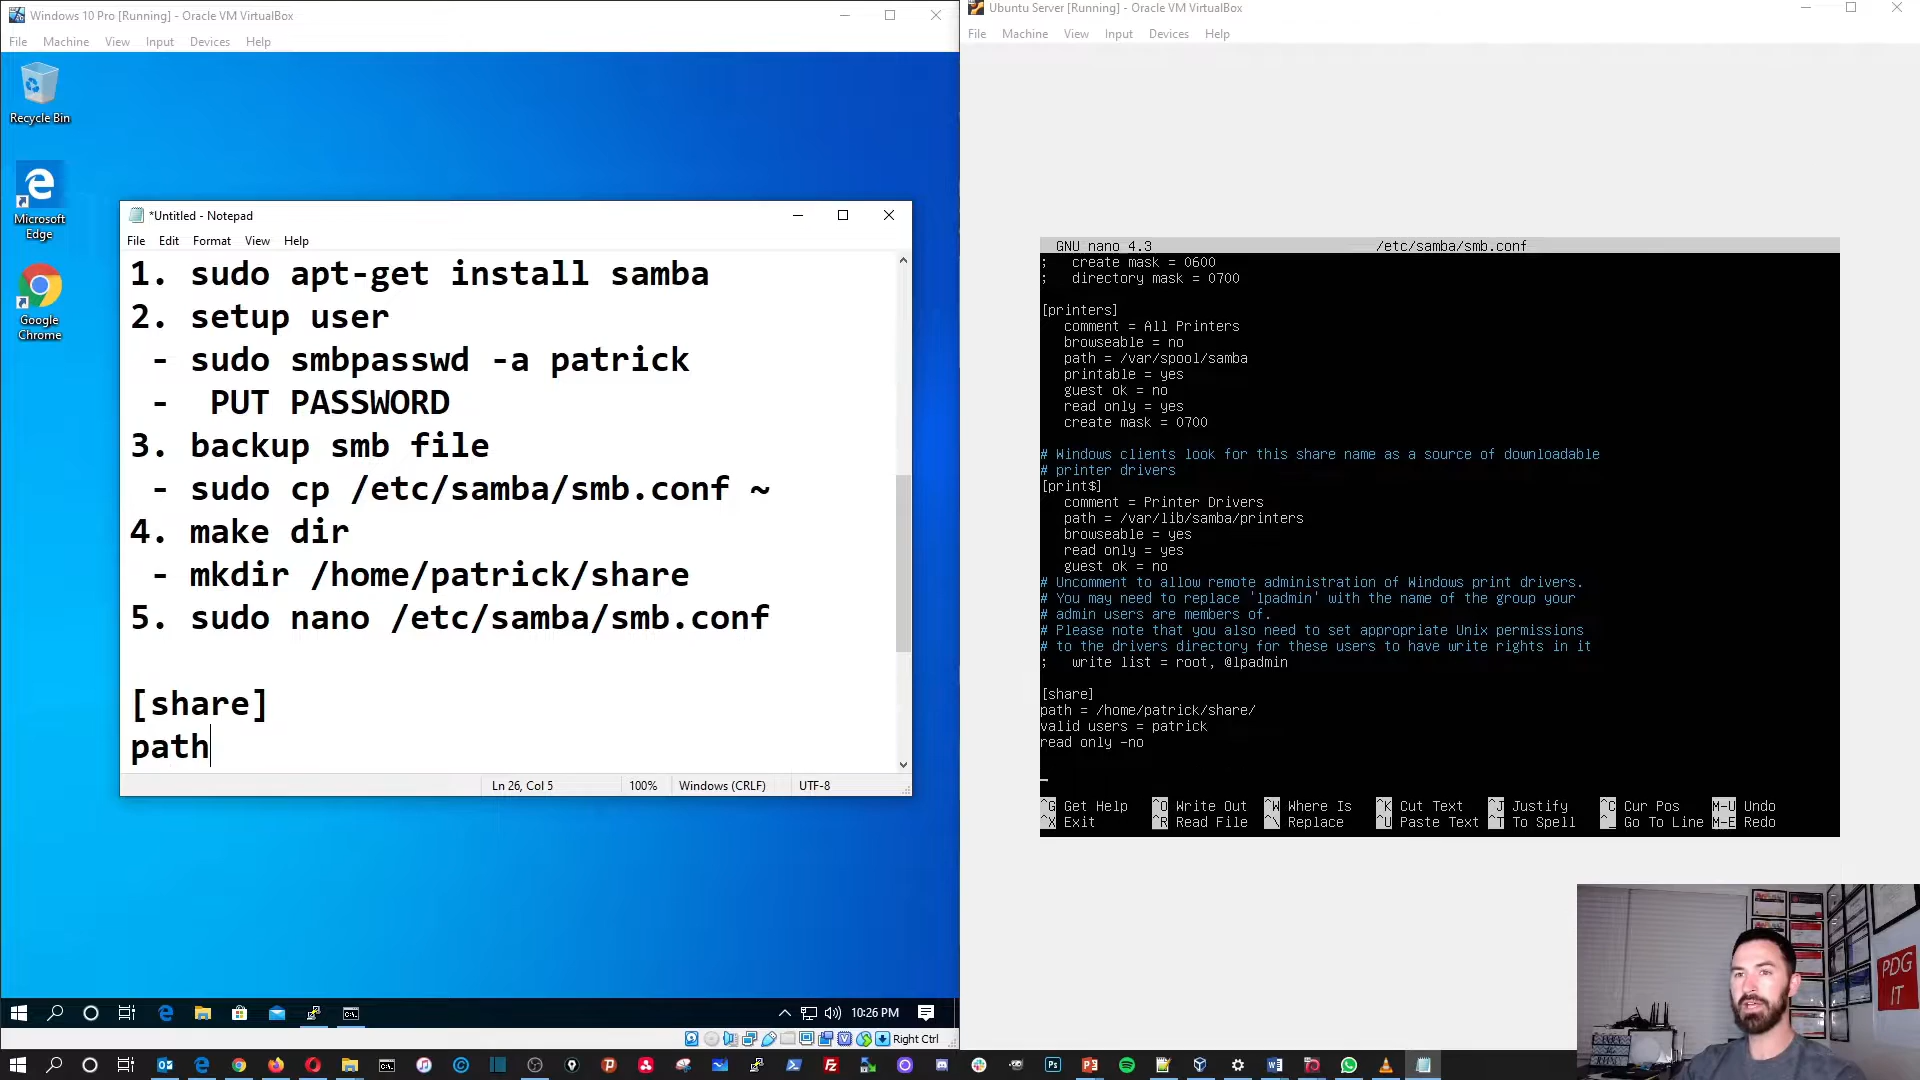 Windows 10 Pro [Running] - Oracle VM VirtualBox
File Machine View Input Devices Help
Recycle Bin
Microsoft
Edge
Google
Chrome
*Untitled - Notepad
File Edit Format View Help
1. sudo apt-get install samba
2. setup user
- sudo smbpasswd -a patrick
- PUT PASSWORD
3. backup smb file
- sudo cp /etc/samba/smb.conf ~
4. make dir
- mkdir /home/patrick/share
5. sudo nano /etc/samba/smb.conf
[share]
path
Ln 26, Col 5 100% Windows (CRLF) UTF-8
10:26 PM
Right Ctrl
Ubuntu Server [Running] - Oracle VM VirtualBox
File Machine View Input Devices Help
GNU nano 4.3 /etc/samba/smb.conf
; create mask = 0600
; directory mask = 0700
[printers]
comment = All Printers
browseable = no
path = /var/spool/samba
printable = yes
guest ok = no
read only = yes
create mask = 0700
# Windows clients look for this share name as a source of downloadable
# printer drivers
[print$]
comment = Printer Drivers
path = /var/lib/samba/printers
browseable = yes
read only = yes
guest ok = no
# Uncomment to allow remote administration of Windows print drivers.
# You may need to replace 'lpadmin' with the name of the group your
# admin users are members of.
# Please note that you also need to set appropriate Unix permissions
# to the drivers directory for these users to have write rights in it
; write list = root, @lpadmin
[share]
path = /home/patrick/share/
valid users = patrick
read only -no
^G Get Help ^O Write Out ^W Where Is ^K Cut Text ^J Justify ^C Cur Pos M-U Undo
^X Exit ^R Read File ^\ Replace ^U Paste Text ^T To Spell ^_ Go To Line M-E Redo
PDG
IT